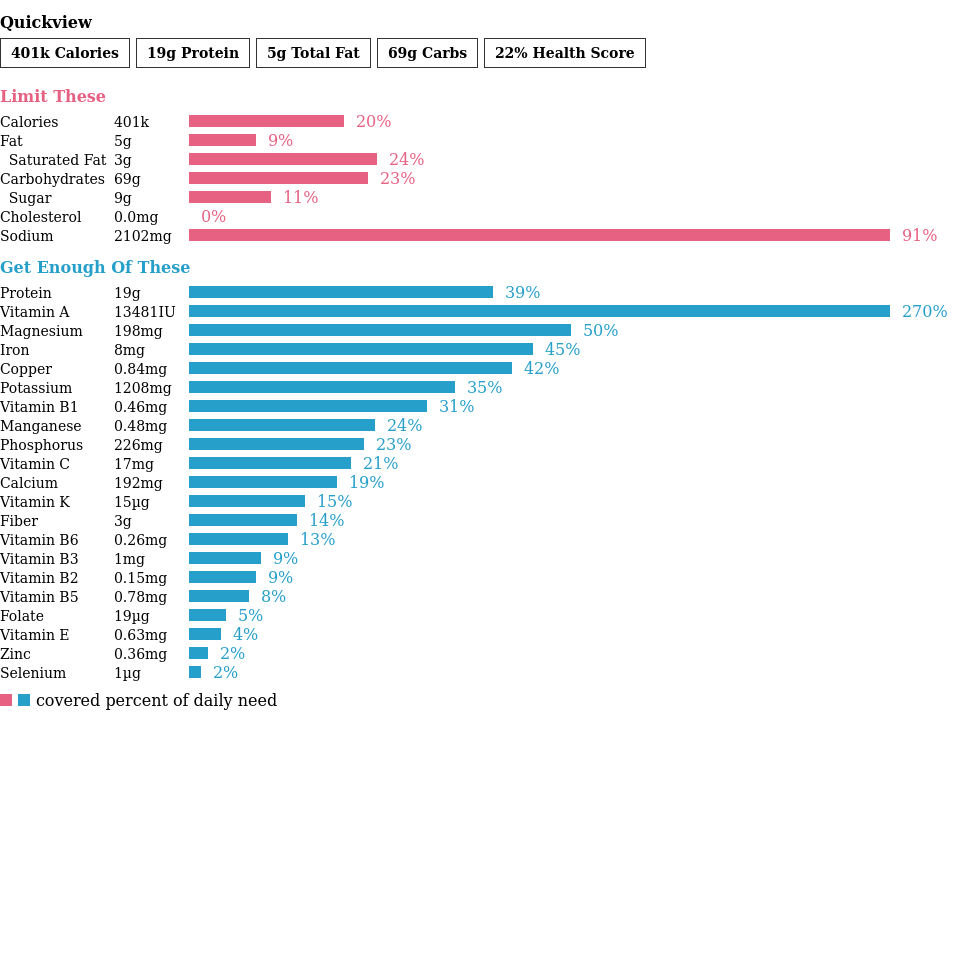 Quickview
401k Calories 19g Protein 5g Total Fat 69g Carbs 22% Health Score
Limit These
Calories 401k 20%
Fat 5g 9%
Saturated Fat 3g 24%
Carbohydrates 69g 23%
Sugar 9g 11%
Cholesterol 0.0mg 0%
Sodium 2102mg 91%
Get Enough Of These
Protein 19g 39%
Vitamin A 13481IU 270%
Magnesium 198mg 50%
Iron 8mg 45%
Copper 0.84mg 42%
Potassium 1208mg 35%
Vitamin B1 0.46mg 31%
Manganese 0.48mg 24%
Phosphorus 226mg 23%
Vitamin C 17mg 21%
Calcium 192mg 19%
Vitamin K 15µg 15%
Fiber 3g 14%
Vitamin B6 0.26mg 13%
Vitamin B3 1mg 9%
Vitamin B2 0.15mg 9%
Vitamin B5 0.78mg 8%
Folate 19µg 5%
Vitamin E 0.63mg 4%
Zinc 0.36mg 2%
Selenium 1µg 2%
covered percent of daily need